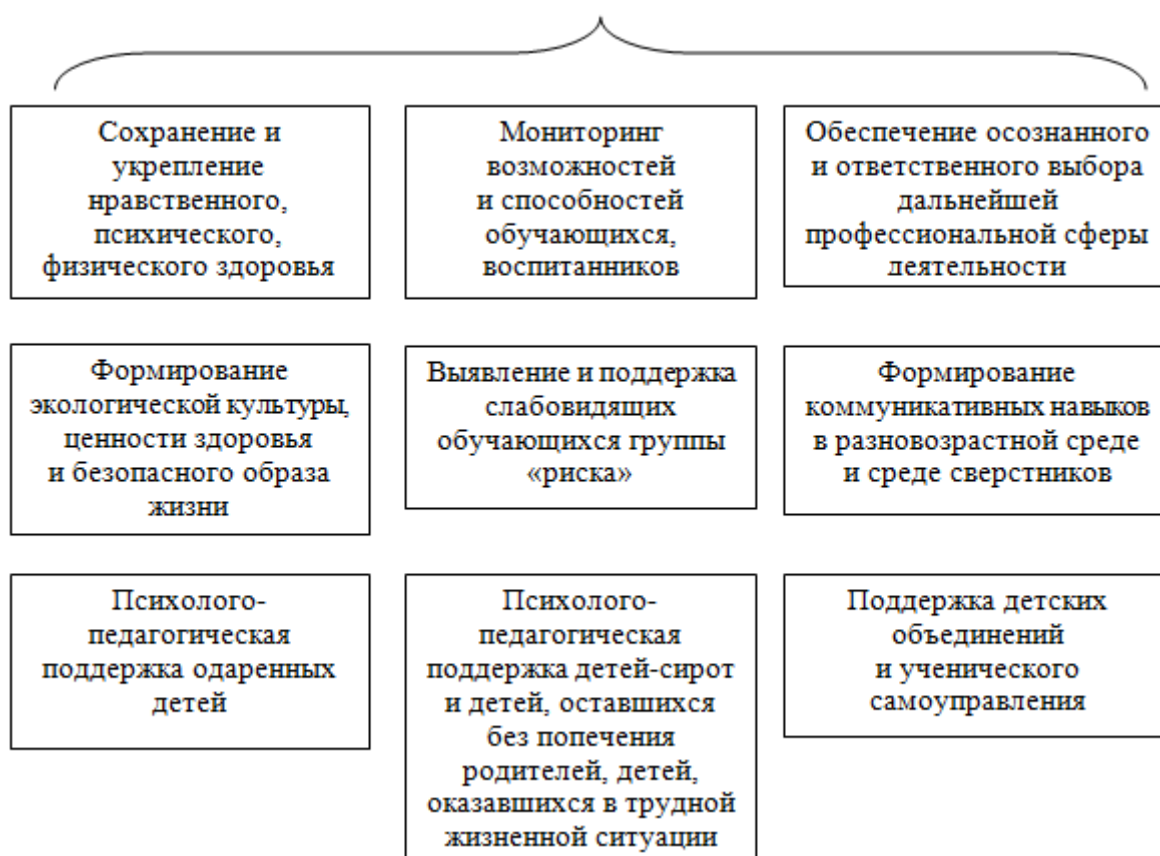 Сохранение и
укрепление
нравственного,
психического,
физического здоровья
Мониторинг
возможностей
и способностей
обучающихся,
воспитанников
Обеспечение осознанного
и ответственного выбора
дальнейшей
профессиональной сферы
деятельности
Формирование
экологической культуры,
ценности здоровья
и безопасного образа
жизни
Выявление и поддержка
слабовидящих
обучающихся группы
«риска»
Формирование
коммуникативных навыков
в разновозрастной среде
и среде сверстников
Психолого-
педагогическая
поддержка одаренных
детей
Психолого-
педагогическая
поддержка детей-сирот
и детей, оставшихся
без попечения
родителей, детей,
оказавшихся в трудной
жизненной ситуации
Поддержка детских
объединений
и ученического
самоуправления